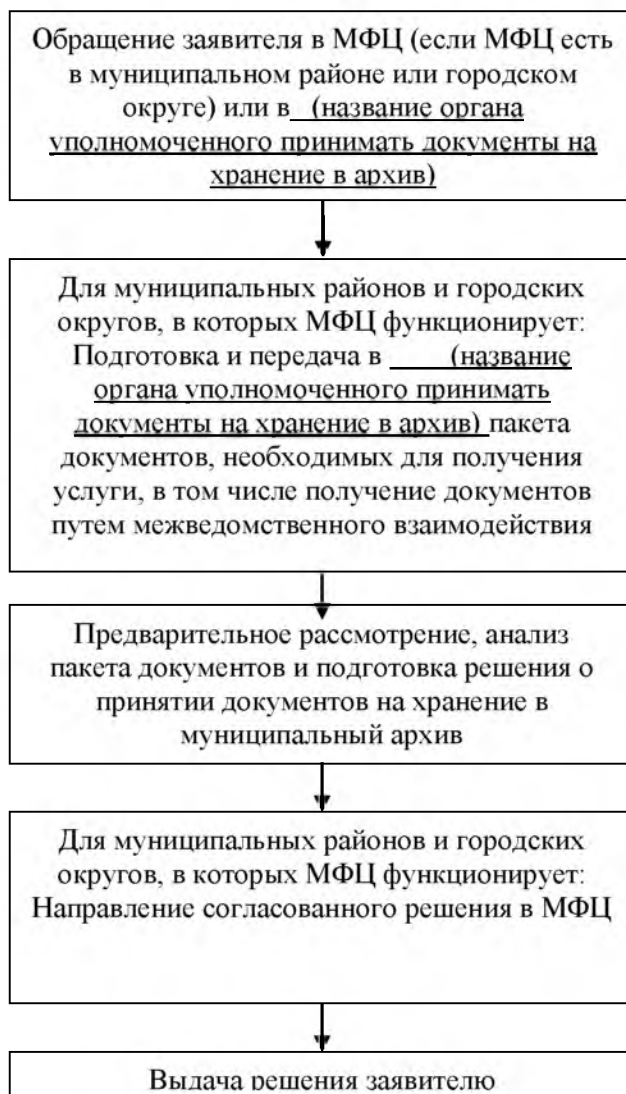 Обращение заявителя в МФЦ (если МФЦ есть
в муниципальном районе или городском
округе) или в   (название органа
уполномоченного принимать документы на
хранение в архив)
Для муниципальных районов и городских
округов, в которых МФЦ функционирует:
Подготовка и передача в ____ (название
органа уполномоченного принимать
документы на хранение в архив) пакета
документов, необходимых для получения
услуги, в том числе получение документов
путем межведомственного взаимодействия
Предварительное рассмотрение, анализ
пакета документов и подготовка решения о
принятии документов на хранение в
муниципальный архив
Для муниципальных районов и городских
округов, в которых МФЦ функционирует:
Направление согласованного решения в МФЦ
Выдача решения заявителю